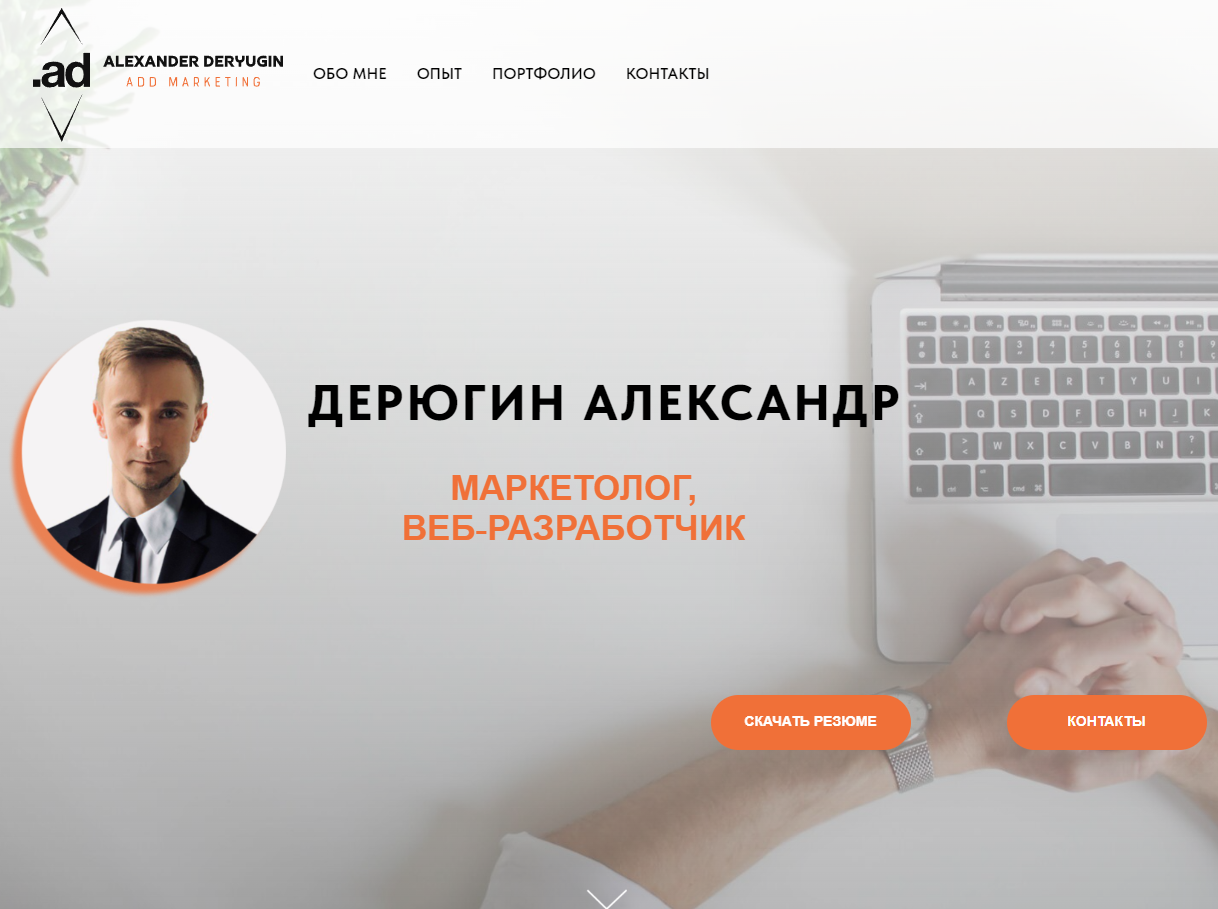 .ad
ALEXANDER DERYUGIN
ADD MARKETING
ОБО МНЕ
ОПЫТ
ПОРТФОЛИО
КОНТАКТЫ
ДЕРЮГИН АЛЕКСАНДР
МАРКЕТОЛОГ,
ВЕБ-РАЗРАБОТЧИК
СКАЧАТЬ РЕЗЮМЕ
КОНТАКТЫ